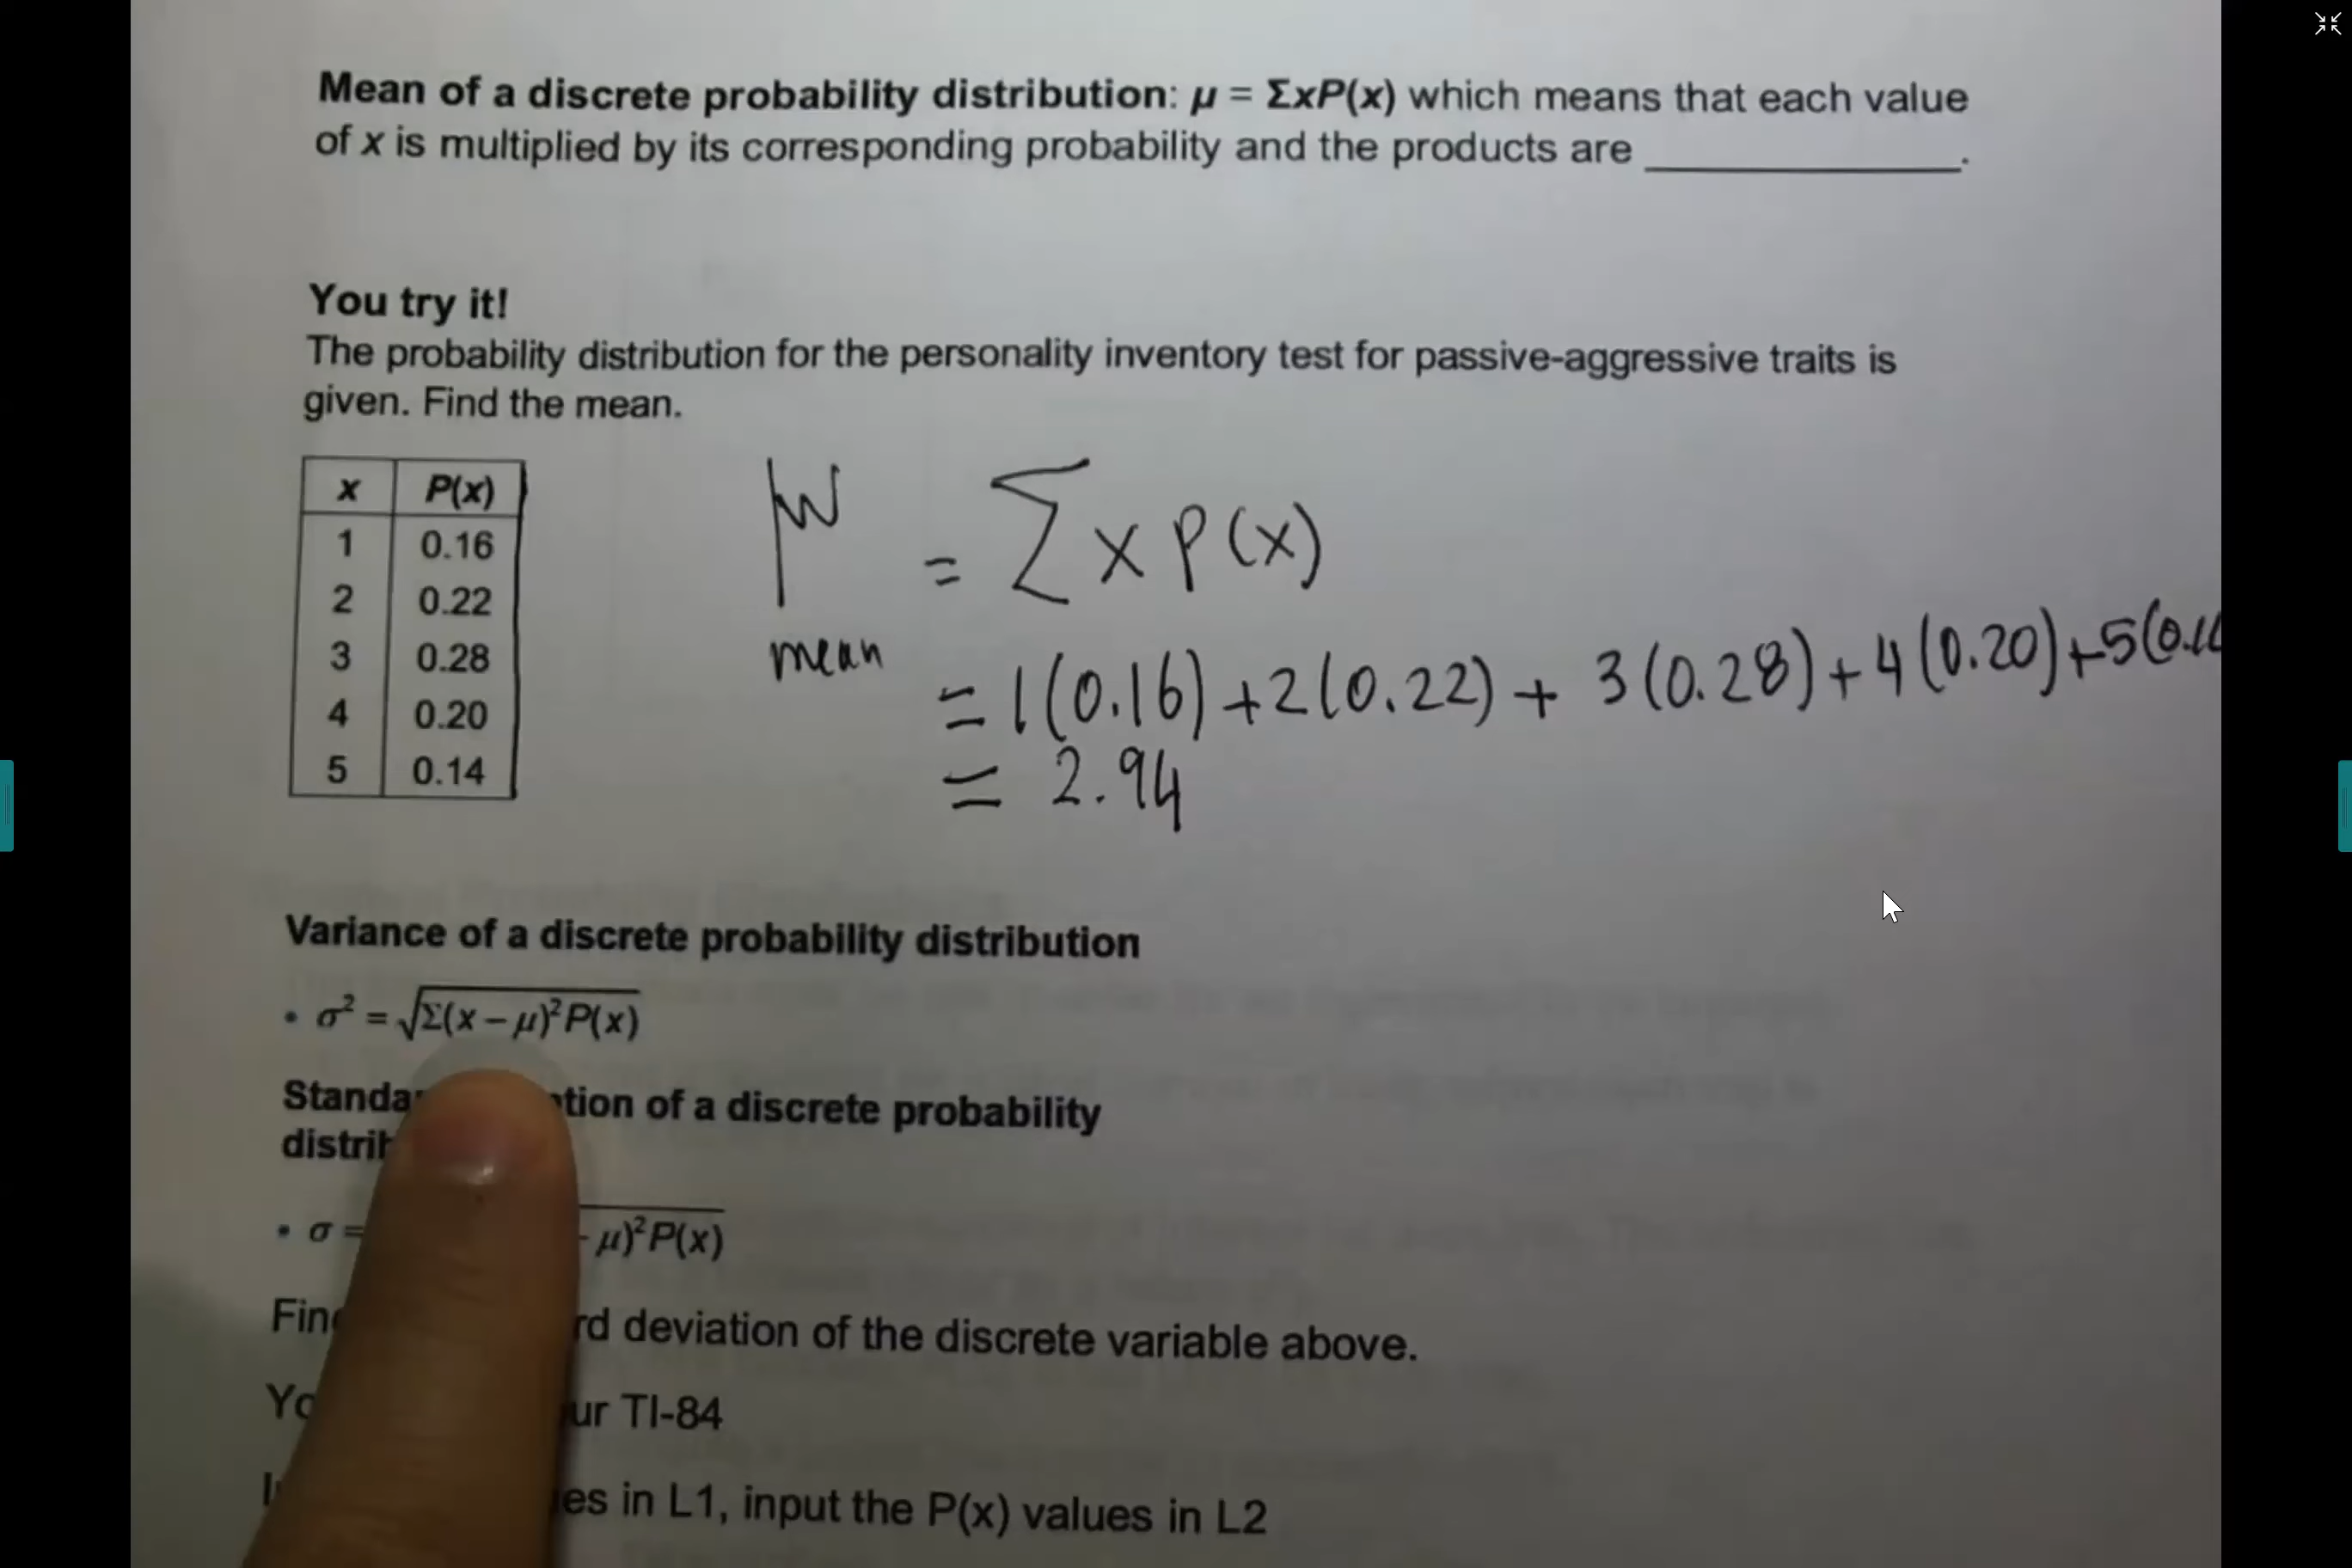 Mean of a discrete probability distribution: μ = ΣxP(x) which means that each value
of x is multiplied by its corresponding probability and the products are ____________.
You try it!
The probability distribution for the personality inventory test for passive-aggressive traits is
given. Find the mean.
x P(x)
1 0.16
2 0.22
3 0.28
4 0.20
5 0.14
μ = Σ x P(x)
mean
= 1(0.16) + 2(0.22) + 3(0.28) + 4(0.20) + 5(0.1
= 2.94
Variance of a discrete probability distribution
• σ² = √Σ(x − μ)²P(x)
of a discrete probability
• σ = μ)²P(x)
deviation of the discrete variable above.
TI-84
in L1, input the P(x) values in L2